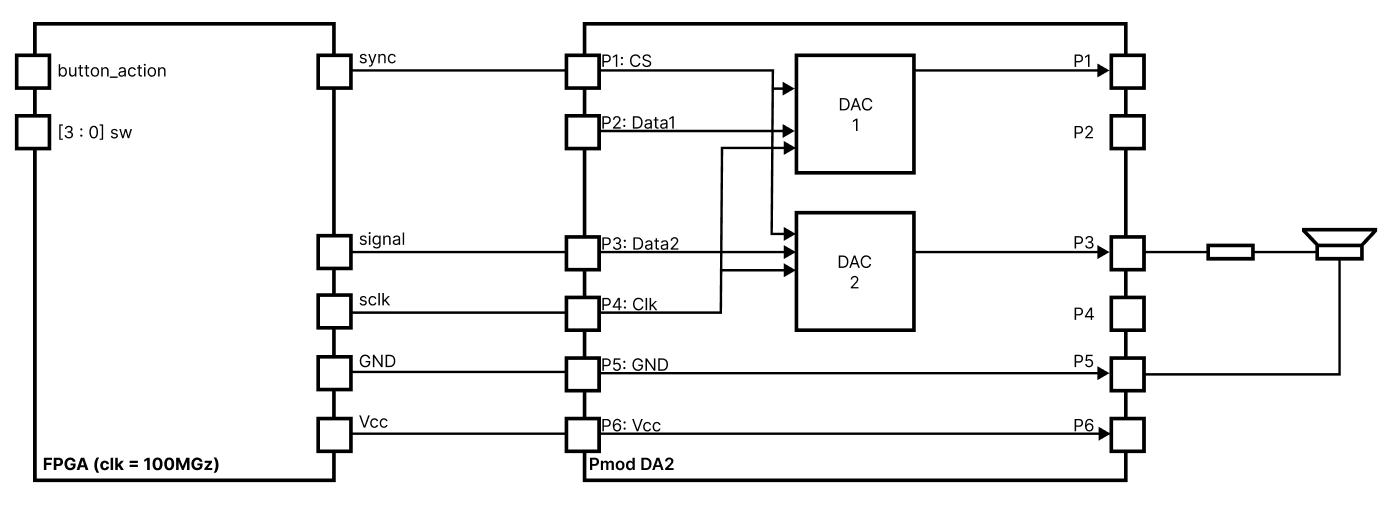 button_action
[3 : 0] sw
FPGA (clk = 100MGz)
sync
signal
sclk
GND
Vcc
P1: CS
P2: Data1
P3: Data2
P4: Clk
P5: GND
P6: Vcc
Pmod DA2
DAC
1
DAC
2
P1
P2
P3
P4
P5
P6